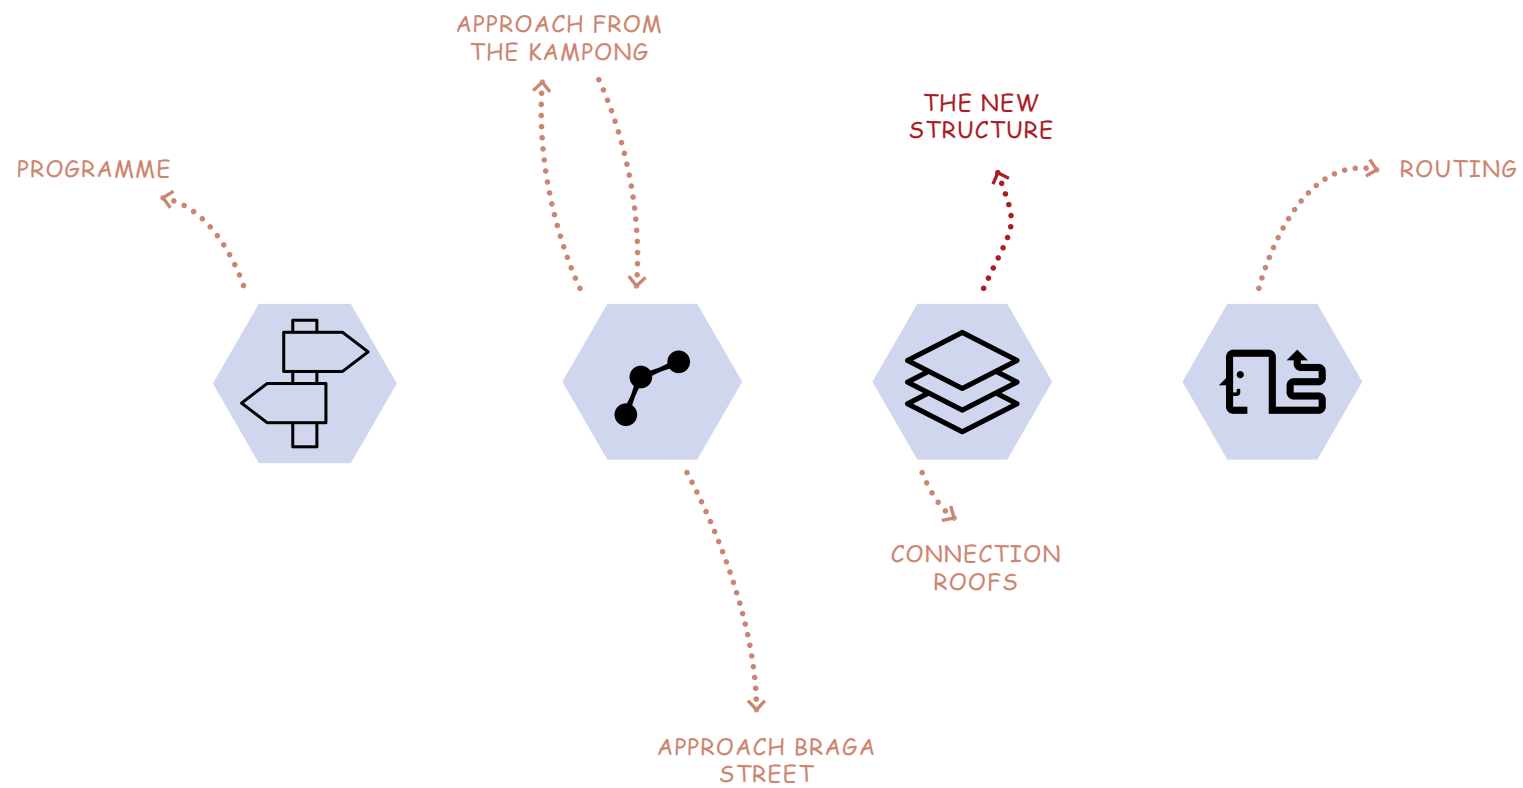 APPROACH FROM
THE KAMPONG
THE NEW
STRUCTURE
PROGRAMME
ROUTING
CONNECTION
ROOFS
APPROACH BRAGA
STREET